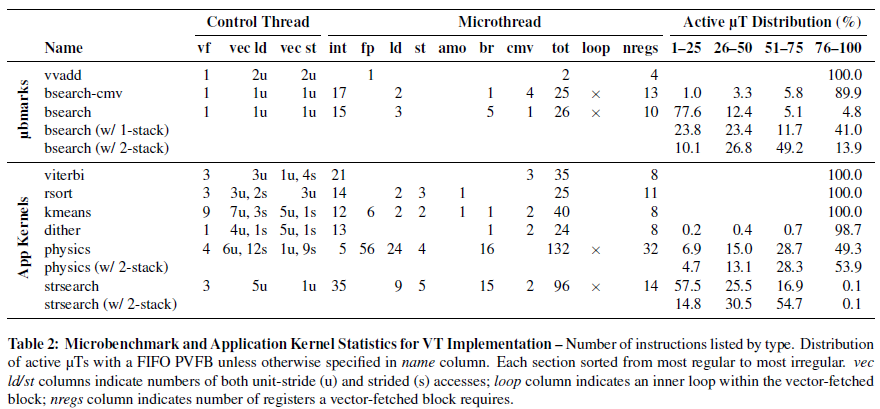 Control Thread Microthread Active µT Distribution (%)
Name vf vec ld vec st int fp ld st amo br cmv tot loop nregs 1–25 26–50 51–75 76–100
µbmarks
vvadd 1 2u 2u 1 2 4 100.0
bsearch-cmv 1 1u 1u 17 2 1 4 25 × 13 1.0 3.3 5.8 89.9
bsearch 1 1u 1u 15 3 5 1 26 × 10 77.6 12.4 5.1 4.8
bsearch (w/ 1-stack) 23.8 23.4 11.7 41.0
bsearch (w/ 2-stack) 10.1 26.8 49.2 13.9
App Kernels
viterbi 3 3u 1u, 4s 21 3 35 8 100.0
rsort 3 3u, 2s 3u 14 2 3 1 25 11 100.0
kmeans 9 7u, 3s 5u, 1s 12 6 2 2 1 1 2 40 8 100.0
dither 1 4u, 1s 5u, 1s 13 1 2 24 8 0.2 0.4 0.7 98.7
physics 4 6u, 12s 1u, 9s 5 56 24 4 16 132 × 32 6.9 15.0 28.7 49.3
physics (w/ 2-stack) 4.7 13.1 28.3 53.9
strsearch 3 5u 1u 35 9 5 15 2 96 × 14 57.5 25.5 16.9 0.1
strsearch (w/ 2-stack) 14.8 30.5 54.7 0.1
Table 2: Microbenchmark and Application Kernel Statistics for VT Implementation – Number of instructions listed by type. Distribution
of active µTs with a FIFO PVFB unless otherwise specified in name column. Each section sorted from most regular to most irregular. vec
ld/st columns indicate numbers of both unit-stride (u) and strided (s) accesses; loop column indicates an inner loop within the vector-fetched
block; nregs column indicates number of registers a vector-fetched block requires.